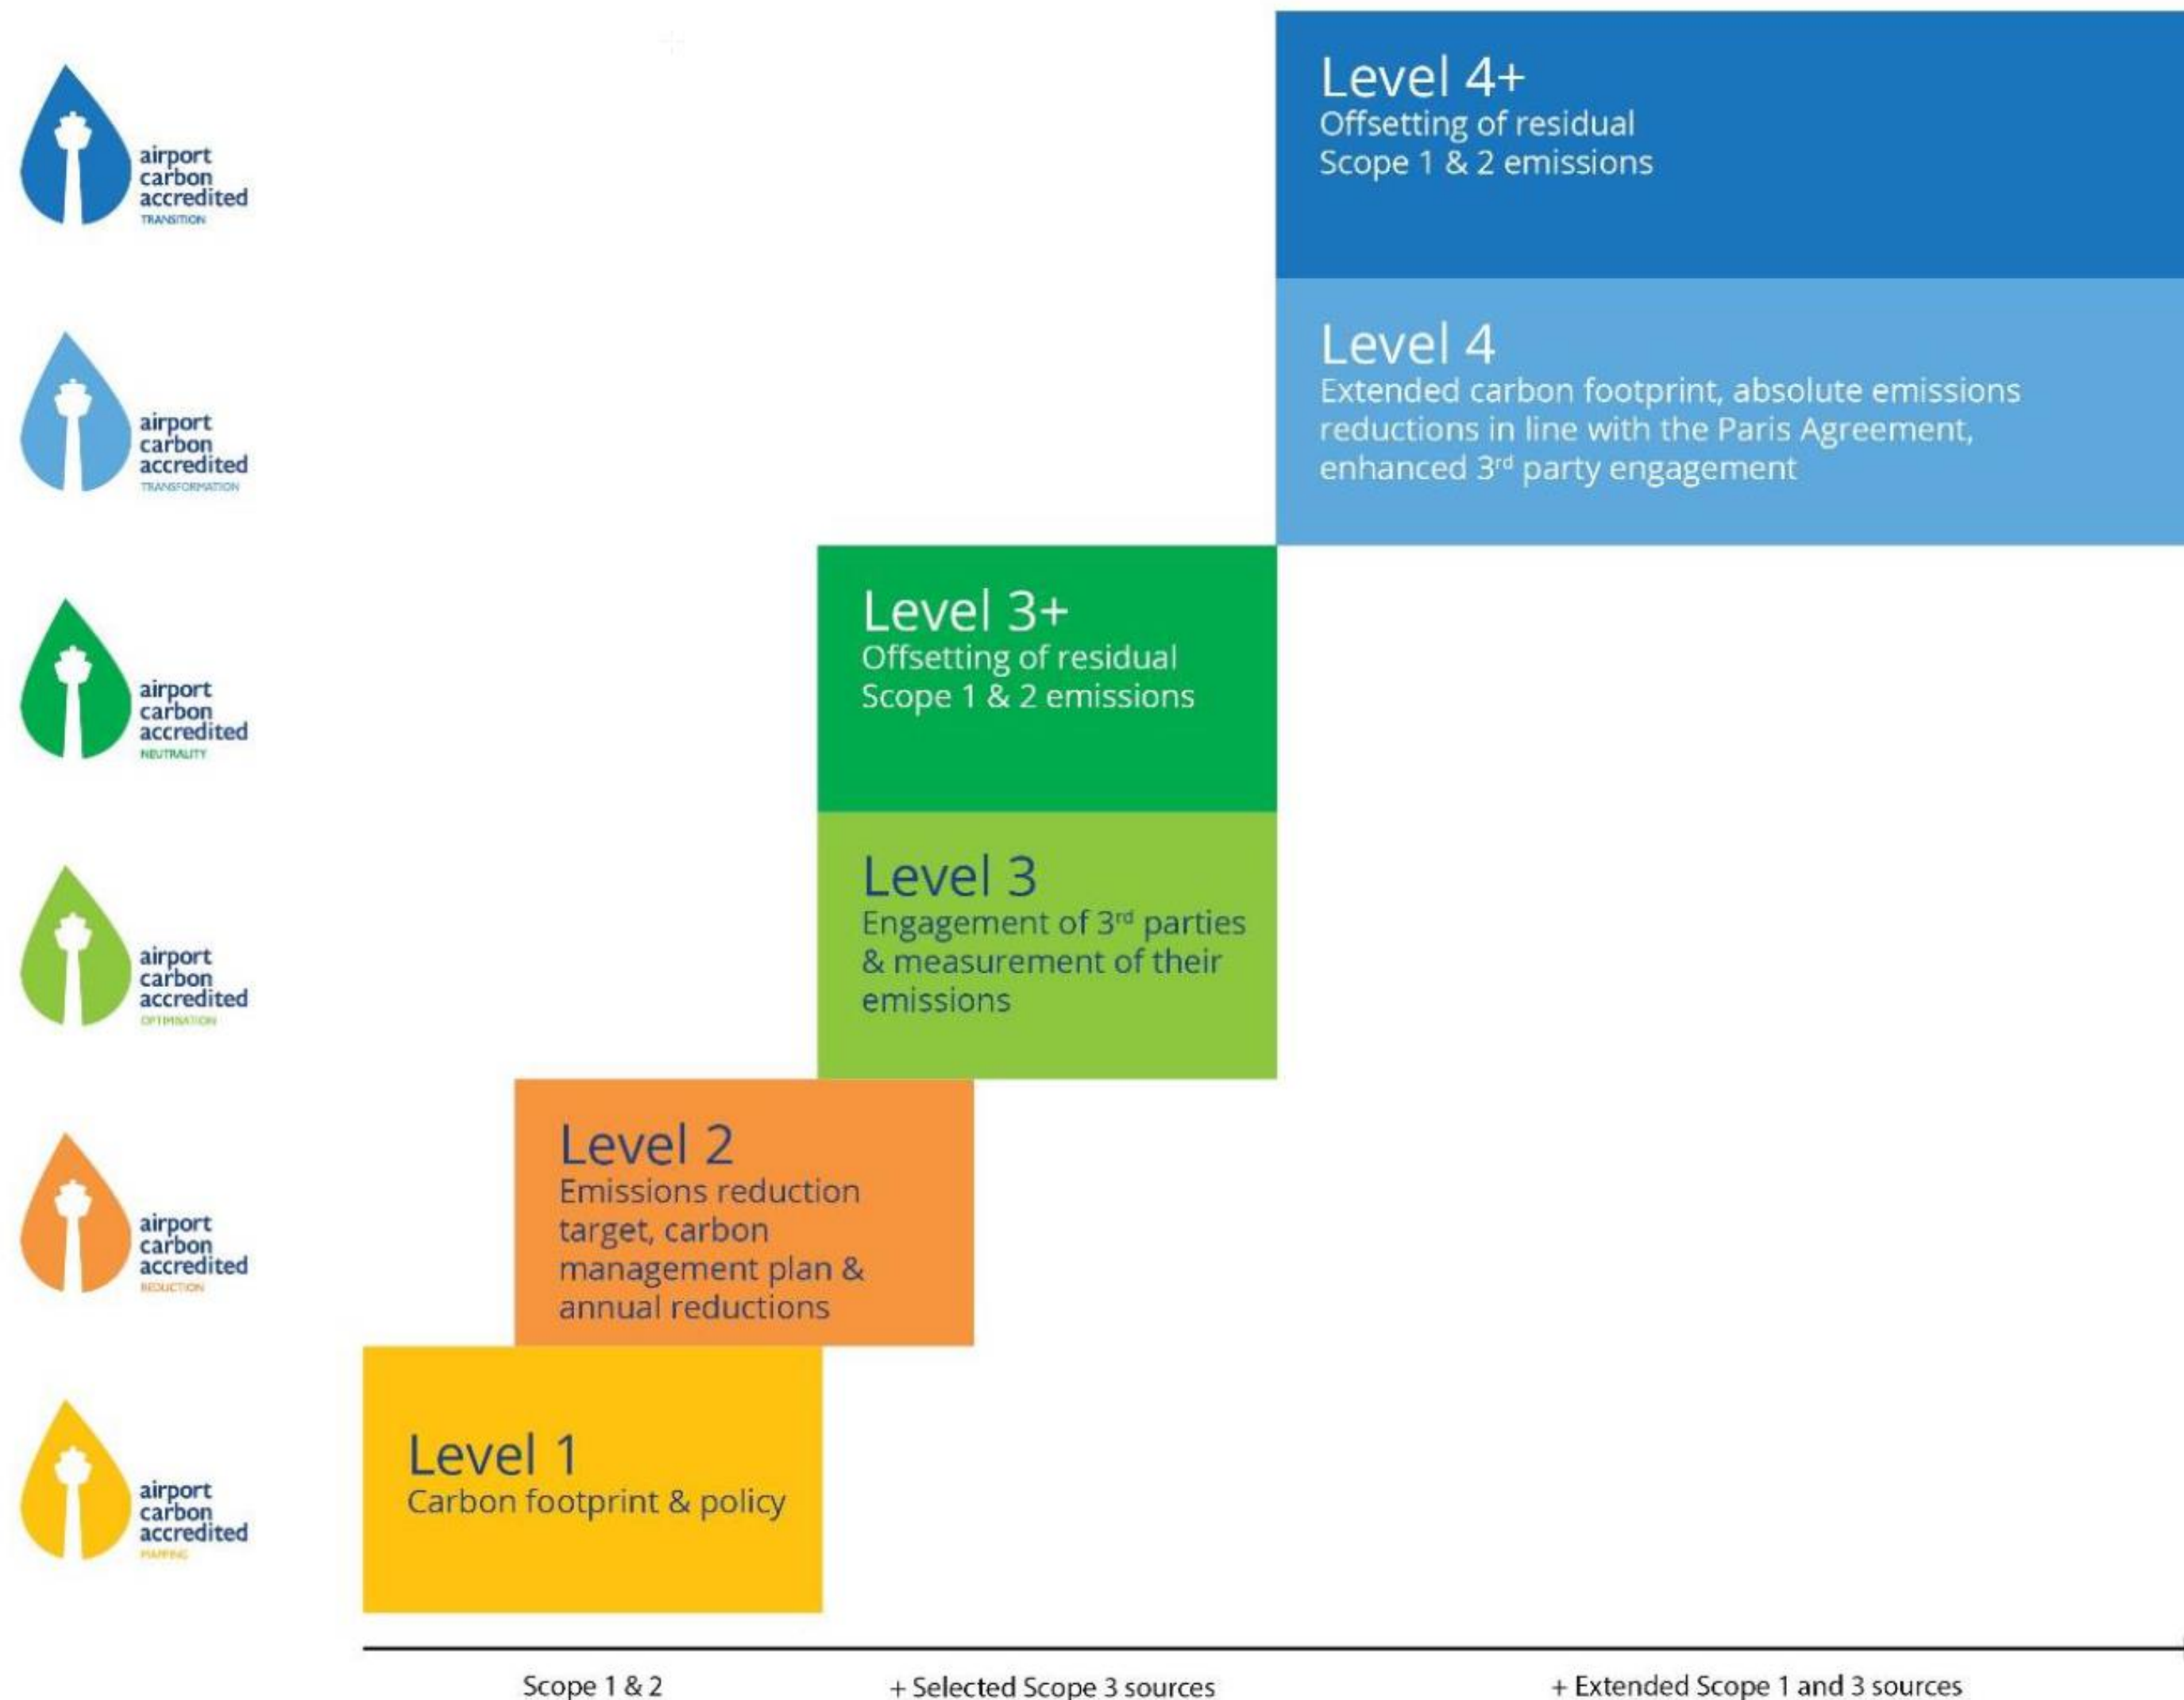 airport
carbon
accredited
TRANSITION
Level 4+
Offsetting of residual
Scope 1 & 2 emissions
airport
carbon
accredited
TRANSFORMATION
Level 4
Extended carbon footprint, absolute emissions
reductions in line with the Paris Agreement,
enhanced 3rd party engagement
airport
carbon
accredited
NEUTRALITY
Level 3+
Offsetting of residual
Scope 1 & 2 emissions
airport
carbon
accredited
OPTIMISATION
Level 3
Engagement of 3rd parties
& measurement of their
emissions
airport
carbon
accredited
REDUCTION
Level 2
Emissions reduction
target, carbon
management plan &
annual reductions
airport
carbon
accredited
MAPPING
Level 1
Carbon footprint & policy
Scope 1 & 2
+ Selected Scope 3 sources
+ Extended Scope 1 and 3 sources